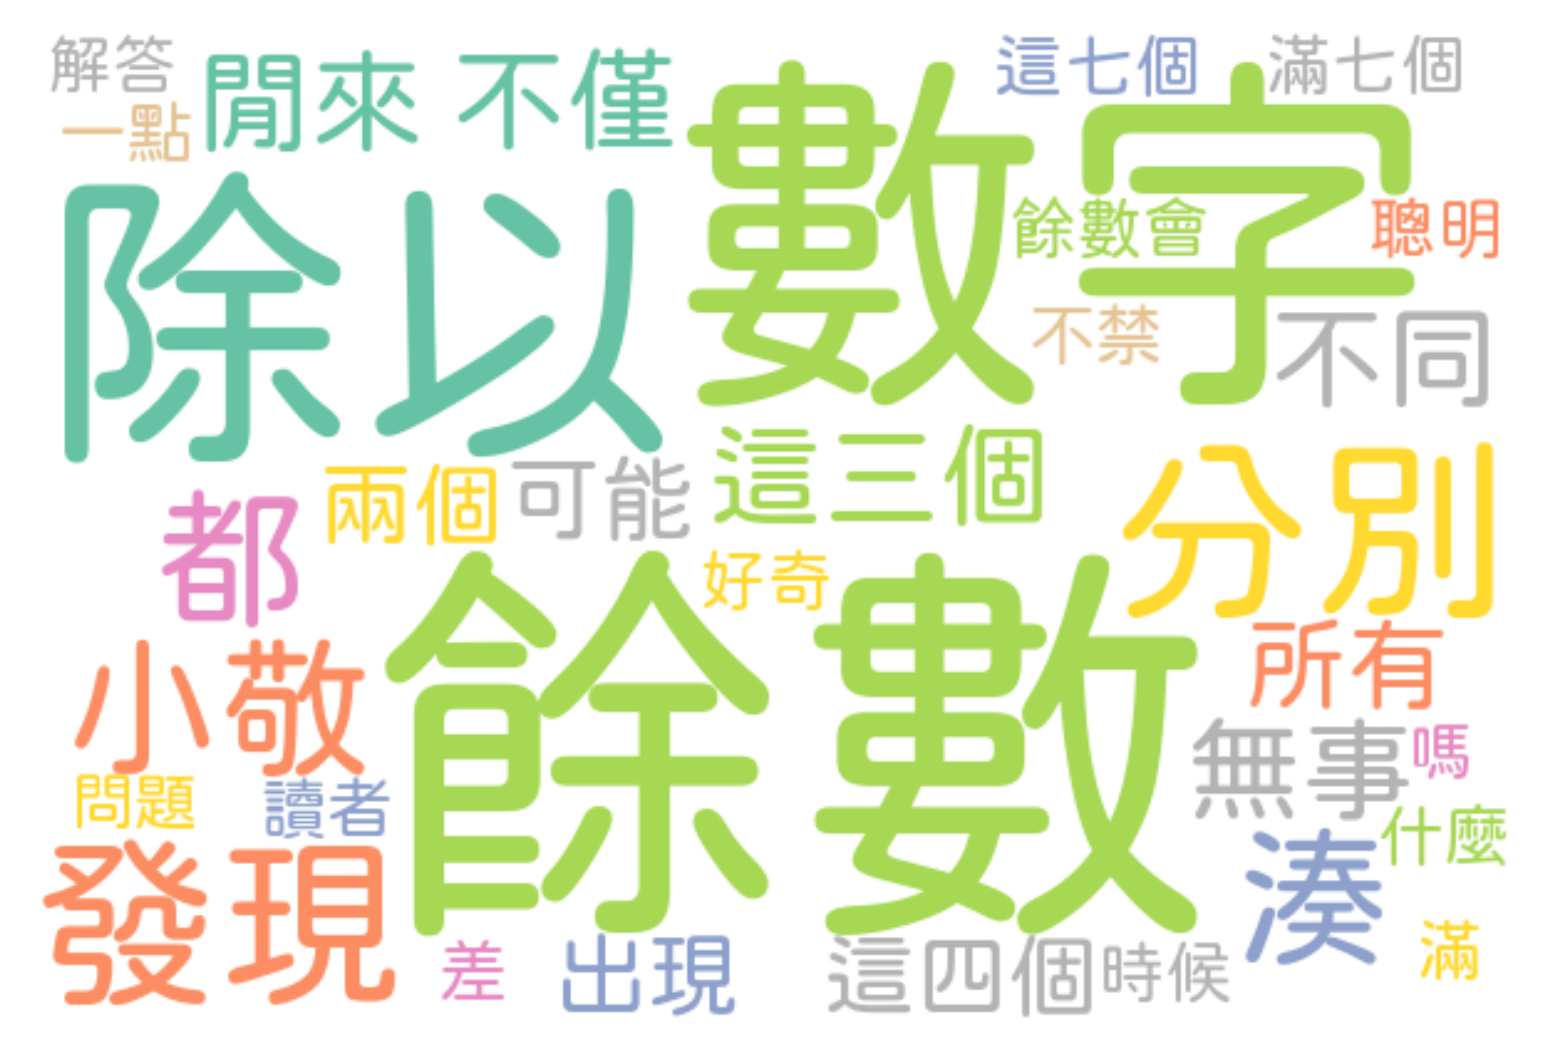 解答
一點
閒來
不僅
數字
這七個
滿七個
除以
餘數會
聰明
不禁
不同
兩個
可能
這三個
分別
都
好奇
餘數
小敬
所有
無事
嗎
問題
讀者
什麼
發現
湊
差
出現
這四個
時候
滿